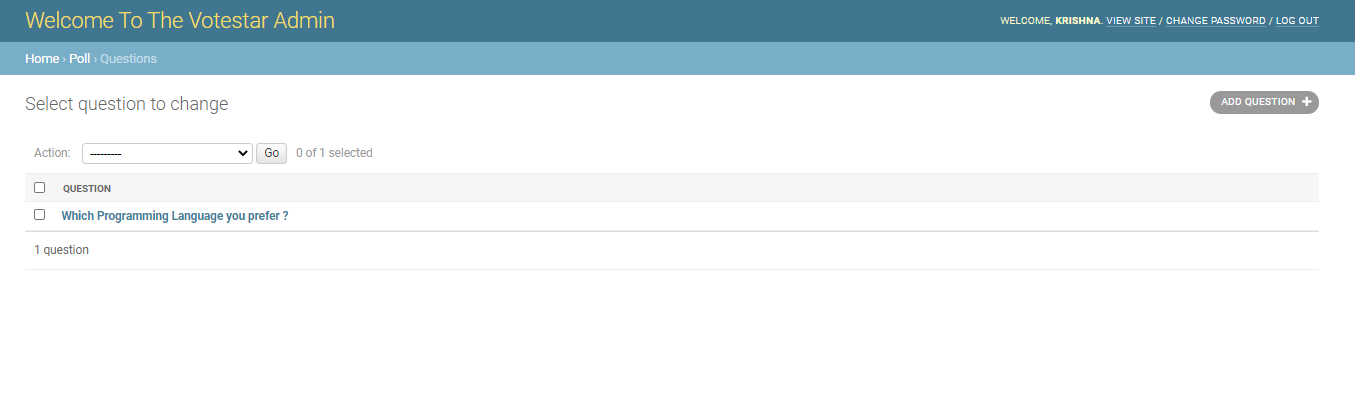 Welcome To The Votestar Admin
WELCOME, KRISHNA. VIEW SITE / CHANGE PASSWORD / LOG OUT
Home › Poll › Questions
Select question to change
ADD QUESTION +
Action: --------- Go 0 of 1 selected
QUESTION
Which Programming Language you prefer ?
1 question